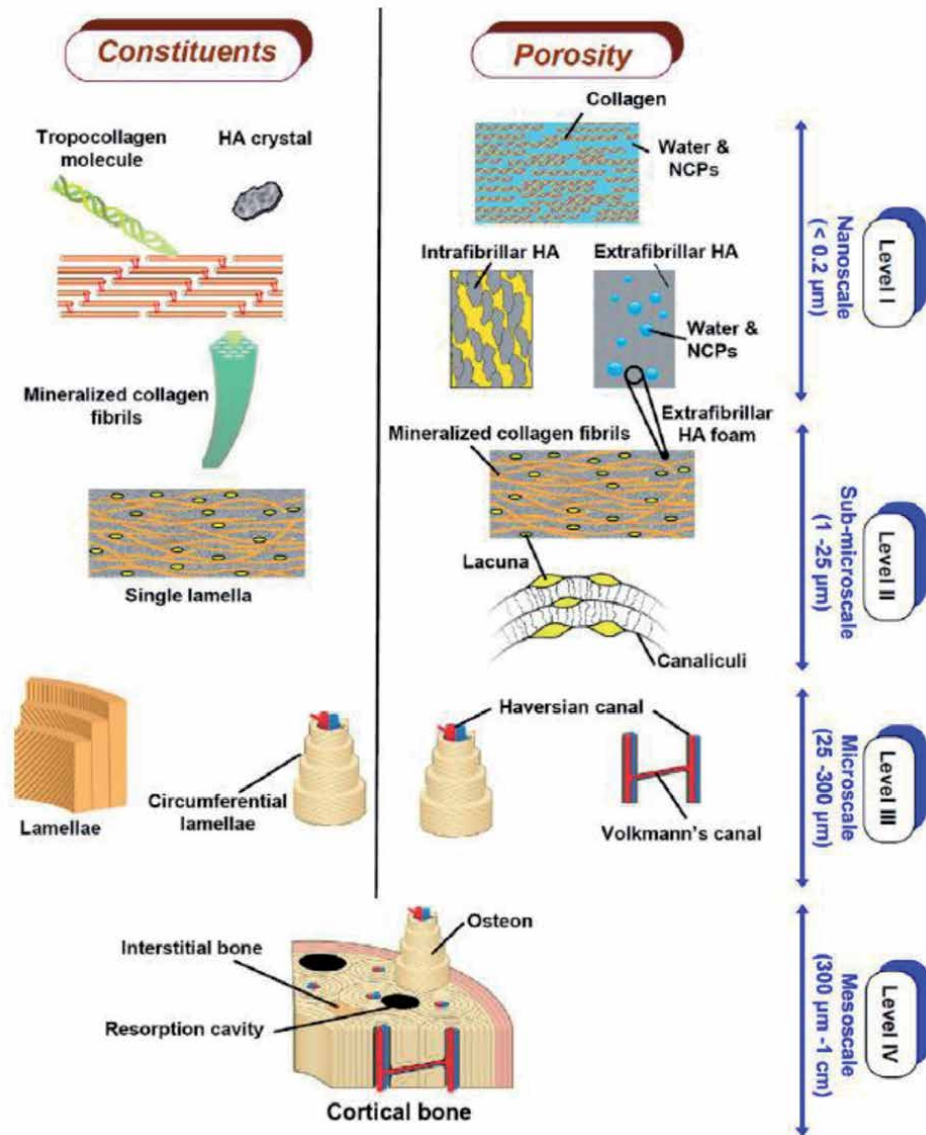 Constituents
Porosity
Tropocollagen
molecule
HA crystal
Collagen
Water &
NCPs
Intrafibrillar HA
Extrafibrillar HA
Water &
NCPs
Mineralized collagen
fibrils
Extrafibrillar
HA foam
Mineralized collagen fibrils
Single lamella
Lacuna
Canaliculi
Lamellae
Circumferential
lamellae
Haversian canal
Volkmann's canal
Interstitial bone
Osteon
Resorption cavity
Cortical bone
Level I
Nanoscale
(< 0.2 µm)
Level II
Sub-microscale
(1 -25 µm)
Level III
Microscale
(25 -300 µm)
Level IV
Mesoscale
(300 µm -1 cm)